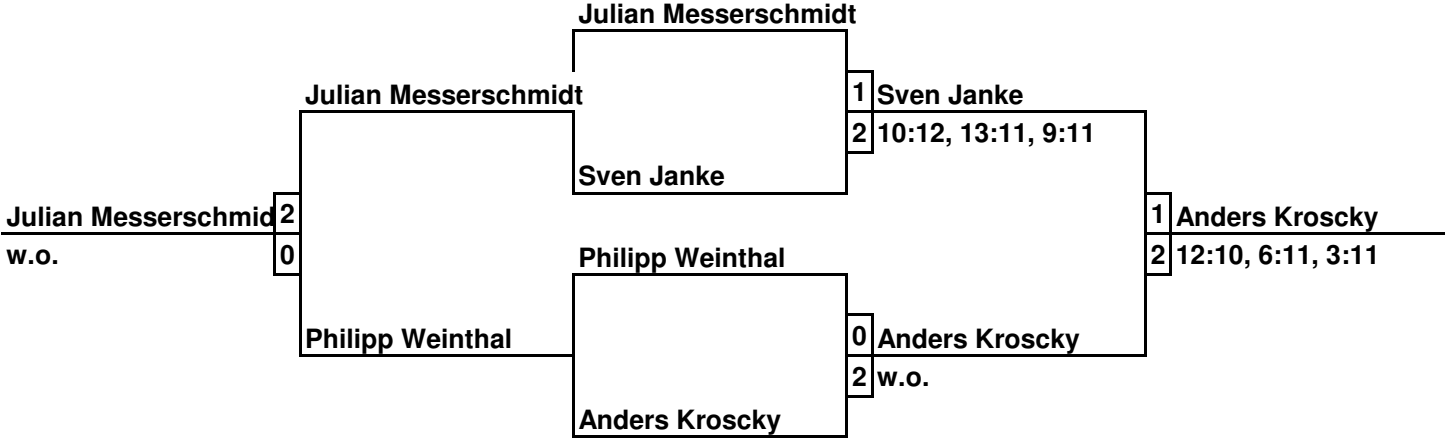 Julian Messerschmidt
Julian Messerschmidt
1 Sven Janke
2 10:12, 13:11, 9:11
Sven Janke
Julian Messerschmid 2
1 Anders Kroscky
w.o. 0
2 12:10, 6:11, 3:11
Philipp Weinthal
Philipp Weinthal
0 Anders Kroscky
2 w.o.
Anders Kroscky